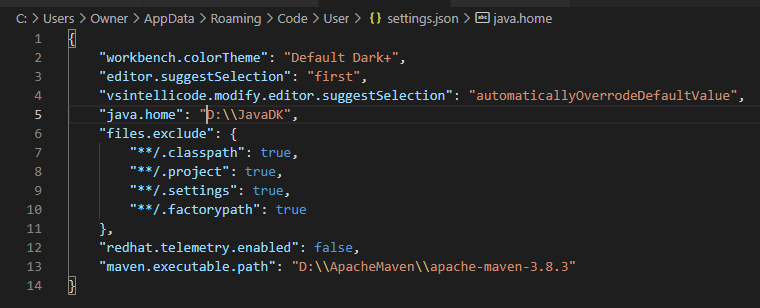 C: > Users > Owner > AppData > Roaming > Code > User > {} settings.json > abc java.home
1 {
2 "workbench.colorTheme": "Default Dark+",
3 "editor.suggestSelection": "first",
4 "vsintellicode.modify.editor.suggestSelection": "automaticallyOverrodeDefaultValue",
5 "java.home": "D:\\JavaDK",
6 "files.exclude": {
7 "**/.classpath": true,
8 "**/.project": true,
9 "**/.settings": true,
10 "**/.factorypath": true
11 },
12 "redhat.telemetry.enabled": false,
13 "maven.executable.path": "D:\\ApacheMaven\\apache-maven-3.8.3"
14 }